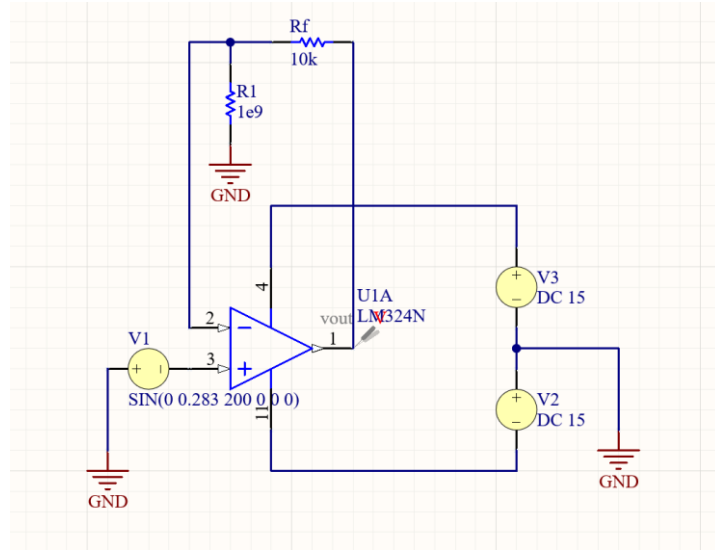 Rf
10k
R1
1e9
GND
4
V3
DC 15
U1A
LM324N
vout
2
1
V1
3
SIN(0 0.283 200 0 0 0)
11
V2
DC 15
GND
GND